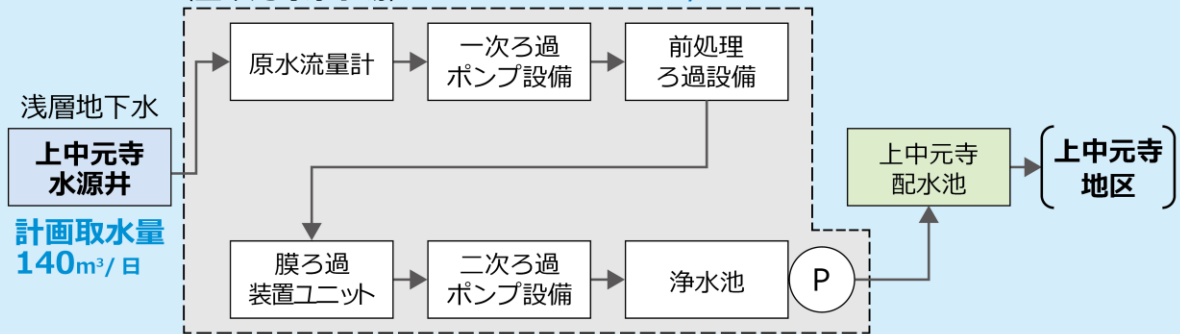 浅層地下水
上中元寺
水源井
計画取水量
140m³/日
原水流量計
一次ろ過
ポンプ設備
前処理
ろ過設備
膜ろ過
装置ユニット
二次ろ過
ポンプ設備
浄水池
P
上中元寺
配水池
上中元寺
地区